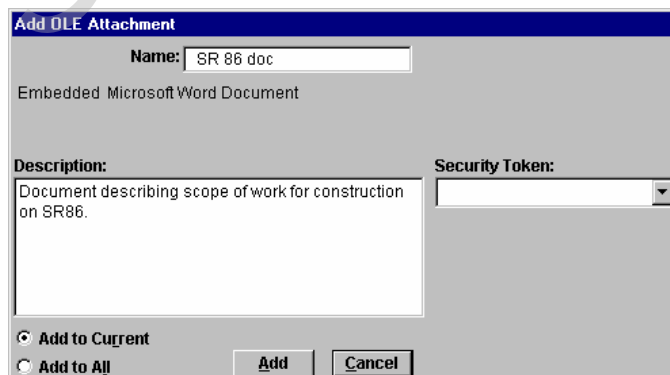 Add OLE Attachment
Name: SR 86 doc
Embedded Microsoft Word Document
Description:
Security Token:
Document describing scope of work for construction
on SR86.
Add to Current
Add to All
Add Cancel